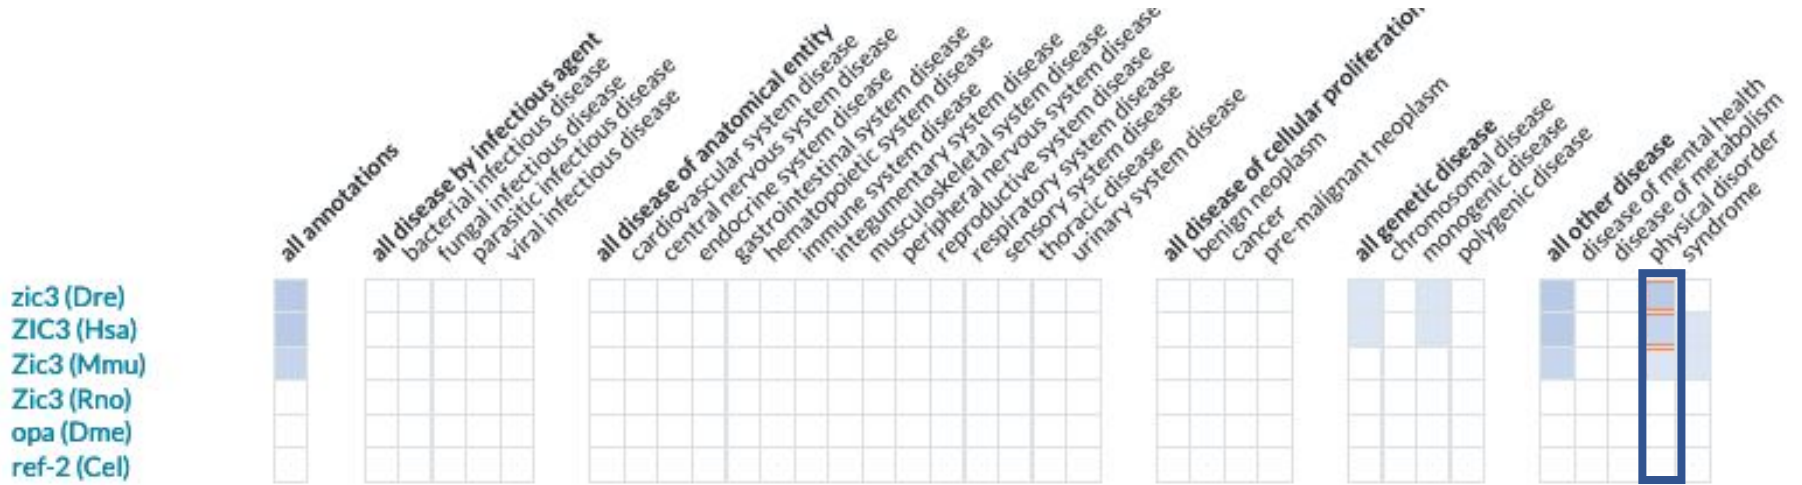 all annotations
all disease by infectious agent
bacterial infectious disease
fungal infectious disease
parasitic infectious disease
viral infectious disease
all disease of anatomical entity
cardiovascular system disease
central nervous system disease
endocrine system disease
gastrointestinal system disease
hematopoietic system disease
immune system disease
integumentary system disease
musculoskeletal system disease
peripheral nervous system disease
reproductive system disease
respiratory system disease
sensory system disease
thoracic disease
urinary system disease
all disease of cellular proliferation
benign neoplasm
cancer
pre-malignant neoplasm
all genetic disease
chromosomal disease
monogenic disease
polygenic disease
all other disease
disease of mental health
disease of metabolism
physical disorder
syndrome
zic3 (Dre)
ZIC3 (Hsa)
Zic3 (Mmu)
Zic3 (Rno)
opa (Dme)
ref-2 (Cel)